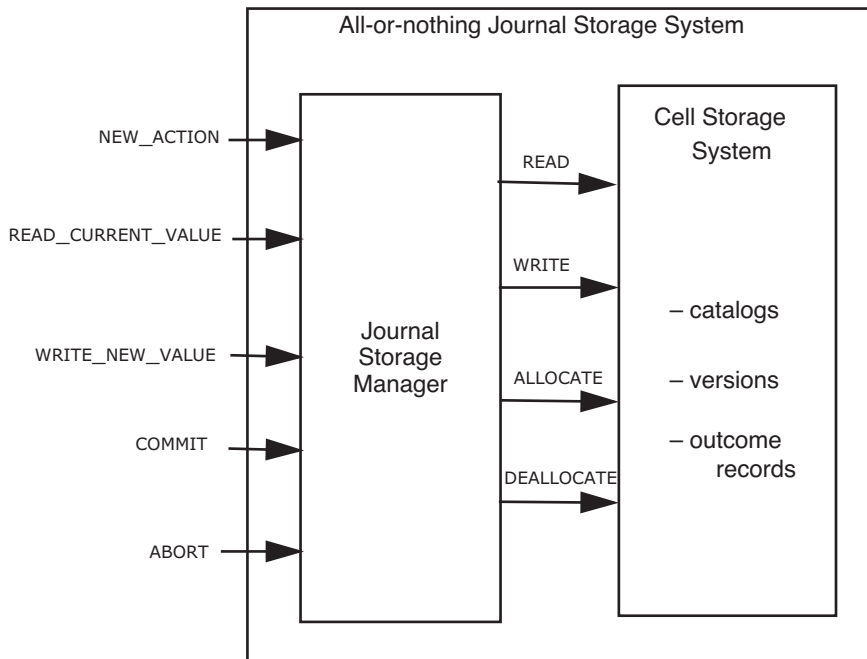 All-or-nothing Journal Storage System
NEW_ACTION
READ_CURRENT_VALUE
WRITE_NEW_VALUE
COMMIT
ABORT
Journal
Storage
Manager
READ
WRITE
ALLOCATE
DEALLOCATE
Cell Storage
System
– catalogs
– versions
– outcome
records